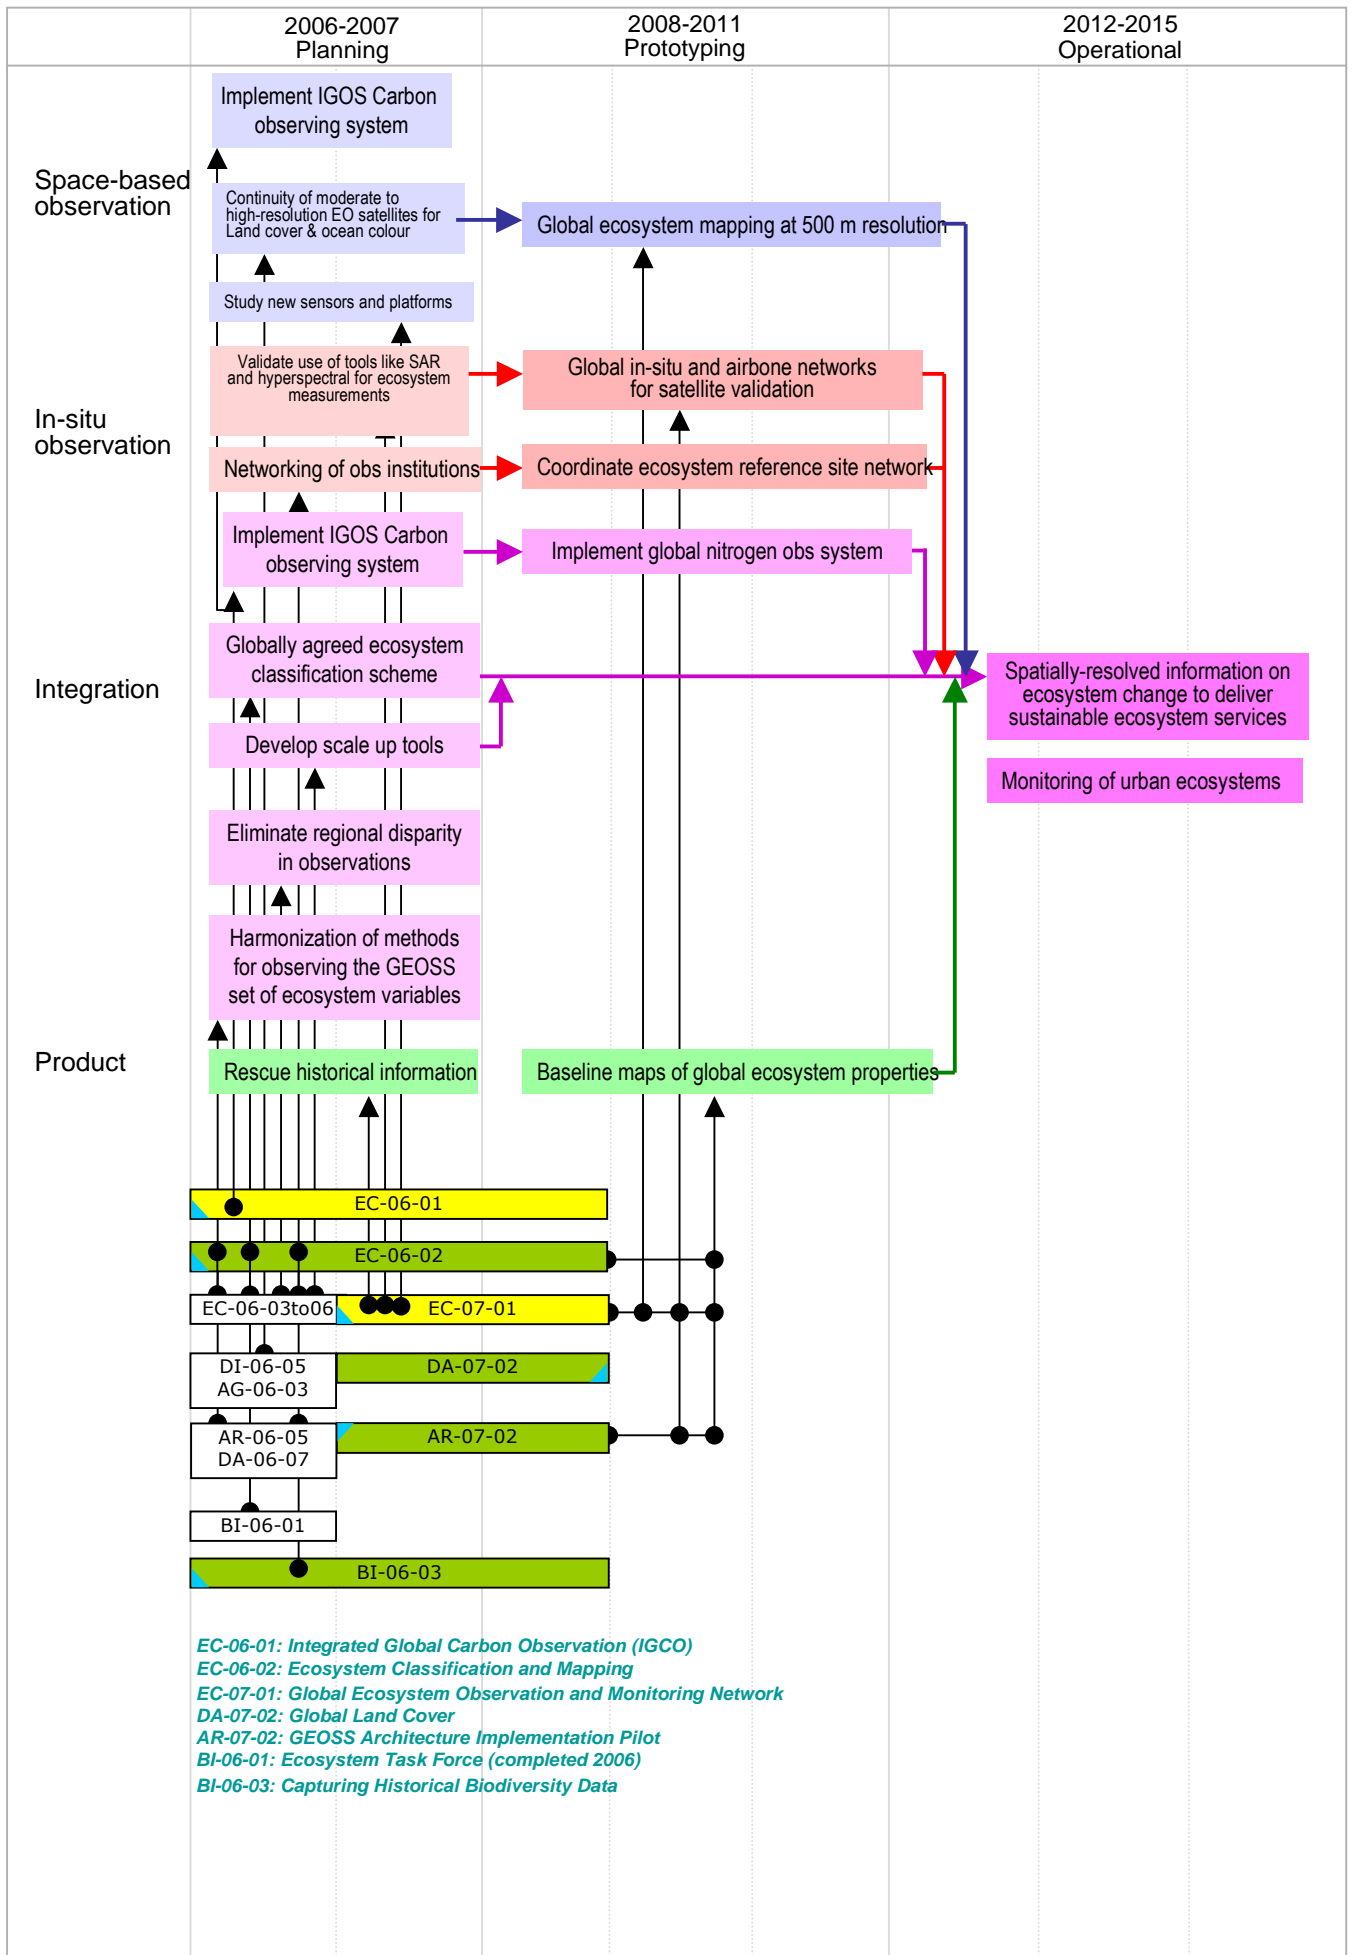 2006-2007
Planning
2008-2011
Prototyping
2012-2015
Operational
Space-based
observation
Implement IGOS Carbon
observing system
Continuity of moderate to
high-resolution EO satellites for
Land cover & ocean colour
Global ecosystem mapping at 500 m resolution
Study new sensors and platforms
In-situ
observation
Validate use of tools like SAR
and hyperspectral for ecosystem
measurements
Global in-situ and airbone networks
for satellite validation
Networking of obs institutions
Coordinate ecosystem reference site network
Integration
Implement IGOS Carbon
observing system
Implement global nitrogen obs system
Globally agreed ecosystem
classification scheme
Spatially-resolved information on
ecosystem change to deliver
sustainable ecosystem services
Develop scale up tools
Monitoring of urban ecosystems
Eliminate regional disparity
in observations
Harmonization of methods
for observing the GEOSS
set of ecosystem variables
Product
Rescue historical information
Baseline maps of global ecosystem properties
EC-06-01
EC-06-02
EC-06-03to06
EC-07-01
DI-06-05
AG-06-03
DA-07-02
AR-06-05
DA-06-07
AR-07-02
BI-06-01
BI-06-03
EC-06-01: Integrated Global Carbon Observation (IGCO)
EC-06-02: Ecosystem Classification and Mapping
EC-07-01: Global Ecosystem Observation and Monitoring Network
DA-07-02: Global Land Cover
AR-07-02: GEOSS Architecture Implementation Pilot
BI-06-01: Ecosystem Task Force (completed 2006)
BI-06-03: Capturing Historical Biodiversity Data